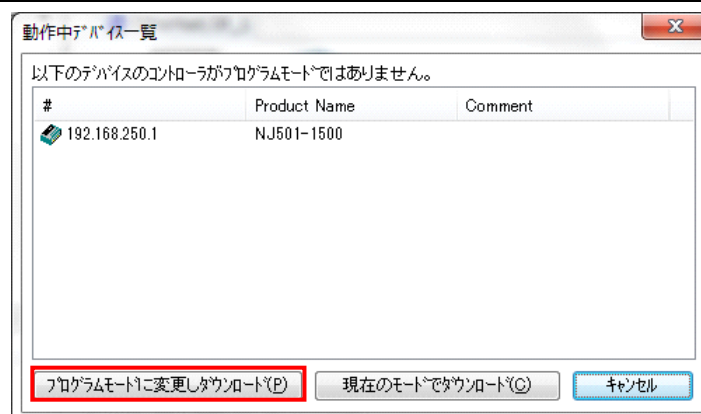 動作中ﾃﾞﾊﾞｲｽ一覧
以下のﾃﾞﾊﾞｲｽのｺﾝﾄﾛｰﾗがﾌﾟﾛｸﾞﾗﾑﾓｰﾄﾞではありません。
# Product Name Comment
192.168.250.1 NJ501-1500
ﾌﾟﾛｸﾞﾗﾑﾓｰﾄﾞに変更しﾀﾞｳﾝﾛｰﾄﾞ(P) 現在のﾓｰﾄﾞでﾀﾞｳﾝﾛｰﾄﾞ(C) ｷｬﾝｾﾙ